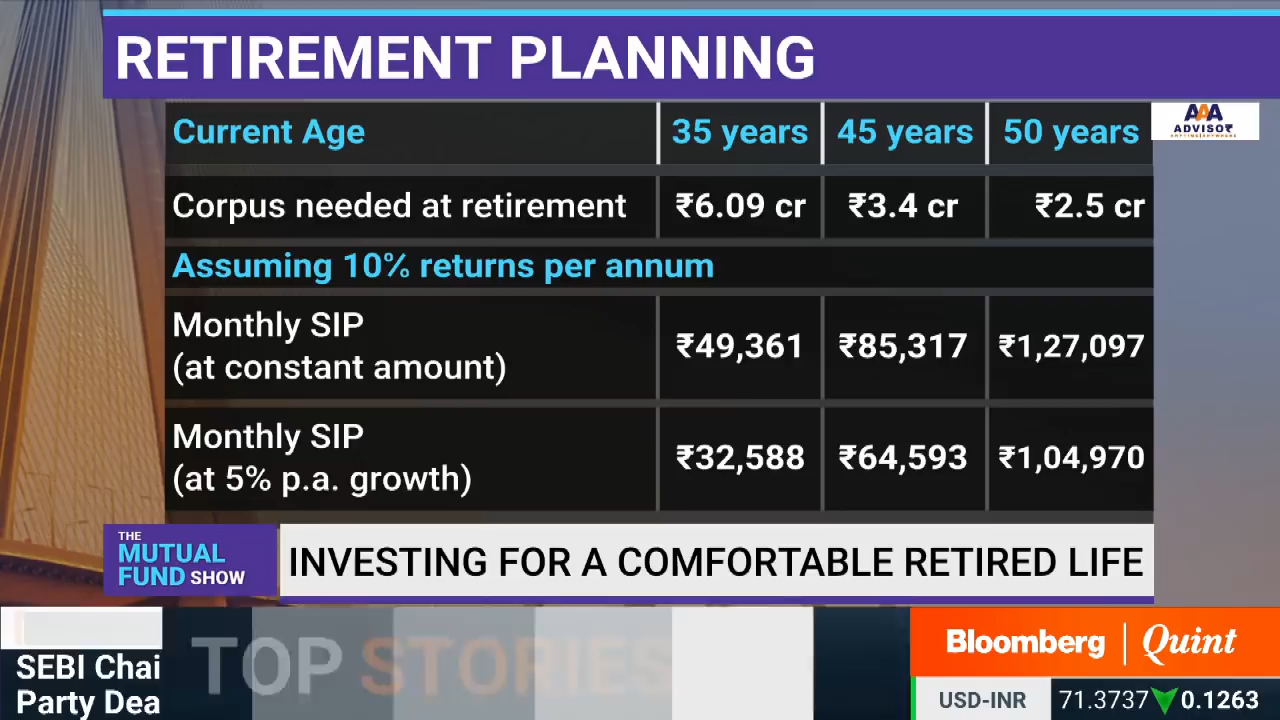 RETIREMENT PLANNING
AAA
ADVISOR
Current Age 35 years 45 years 50 years
Corpus needed at retirement ₹6.09 cr ₹3.4 cr ₹2.5 cr
Assuming 10% returns per annum
Monthly SIP
(at constant amount) ₹49,361 ₹85,317 ₹1,27,097
Monthly SIP
(at 5% p.a. growth) ₹32,588 ₹64,593 ₹1,04,970
THE
MUTUAL
FUND SHOW
INVESTING FOR A COMFORTABLE RETIRED LIFE
SEBI Chai
Party Dea
TOP STORIES
Bloomberg | Quint
USD-INR 71.3737 0.1263